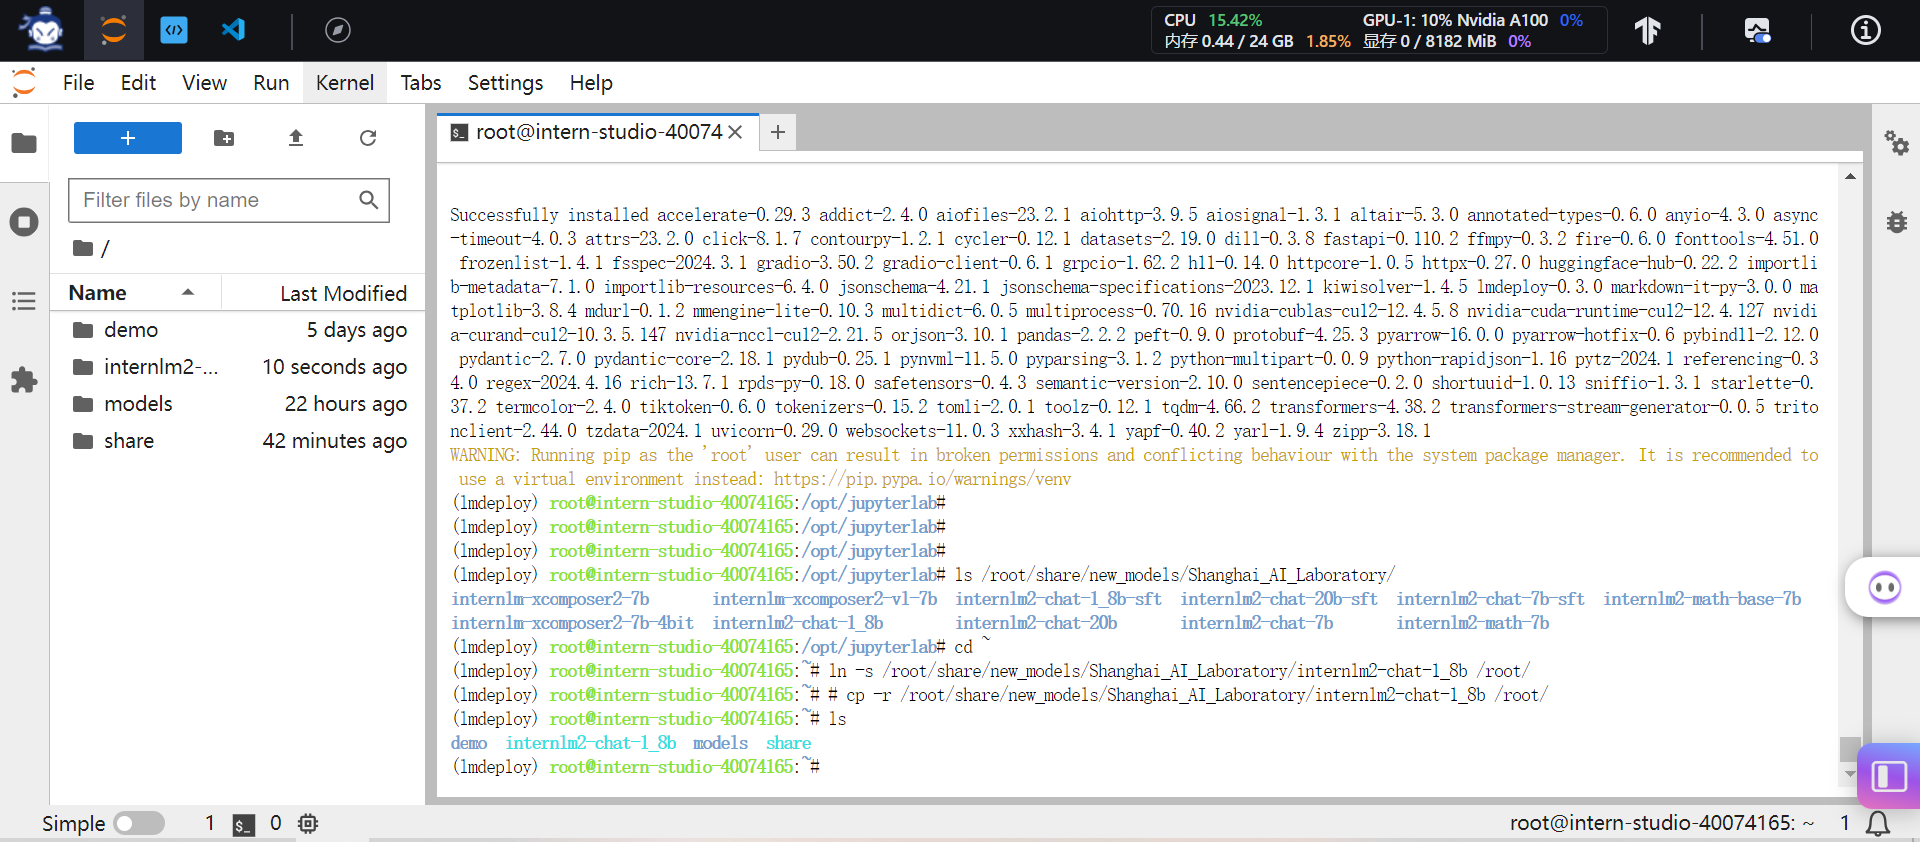 CPU 15.42% GPU-1: 10% Nvidia A100 0%
内存 0.44 / 24 GB 1.85% 显存 0 / 8182 MiB 0%
File Edit View Run Kernel Tabs Settings Help
root@intern-studio-40074
Filter files by name
/
Name Last Modified
demo 5 days ago
internlm2-... 10 seconds ago
models 22 hours ago
share 42 minutes ago
Successfully installed accelerate-0.29.3 addict-2.4.0 aiofiles-23.2.1 aiohttp-3.9.5 aiosignal-1.3.1 altair-5.3.0 annotated-types-0.6.0 anyio-4.3.0 async
-timeout-4.0.3 attrs-23.2.0 click-8.1.7 contourpy-1.2.1 cycler-0.12.1 datasets-2.19.0 dill-0.3.8 fastapi-0.110.2 ffmpy-0.3.2 fire-0.6.0 fonttools-4.51.0
frozenlist-1.4.1 fsspec-2024.3.1 gradio-3.50.2 gradio-client-0.6.1 grpcio-1.62.2 h11-0.14.0 httpcore-1.0.5 httpx-0.27.0 huggingface-hub-0.22.2 importli
b-metadata-7.1.0 importlib-resources-6.4.0 jsonschema-4.21.1 jsonschema-specifications-2023.12.1 kiwisolver-1.4.5 lmdeploy-0.3.0 markdown-it-py-3.0.0 ma
tplotlib-3.8.4 mdurl-0.1.2 mmengine-lite-0.10.3 multidict-6.0.5 multiprocess-0.70.16 nvidia-cublas-cu12-12.4.5.8 nvidia-cuda-runtime-cu12-12.4.127 nvidi
a-curand-cu12-10.3.5.147 nvidia-nccl-cu12-2.21.5 orjson-3.10.1 pandas-2.2.2 peft-0.9.0 protobuf-4.25.3 pyarrow-16.0.0 pyarrow-hotfix-0.6 pybind11-2.12.0
pydantic-2.7.0 pydantic-core-2.18.1 pydub-0.25.1 pynvml-11.5.0 pyparsing-3.1.2 python-multipart-0.0.9 python-rapidjson-1.16 pytz-2024.1 referencing-0.3
4.0 regex-2024.4.16 rich-13.7.1 rpds-py-0.18.0 safetensors-0.4.3 semantic-version-2.10.0 sentencepiece-0.2.0 shortuuid-1.0.13 sniffio-1.3.1 starlette-0.
37.2 termcolor-2.4.0 tiktoken-0.6.0 tokenizers-0.15.2 tomli-2.0.1 toolz-0.12.1 tqdm-4.66.2 transformers-4.38.2 transformers-stream-generator-0.0.5 trito
nclient-2.44.0 tzdata-2024.1 uvicorn-0.29.0 websockets-11.0.3 xxhash-3.4.1 yapf-0.40.2 yarl-1.9.4 zipp-3.18.1
WARNING: Running pip as the 'root' user can result in broken permissions and conflicting behaviour with the system package manager. It is recommended to
use a virtual environment instead: https://pip.pypa.io/warnings/venv
(lmdeploy) root@intern-studio-40074165:/opt/jupyterlab#
(lmdeploy) root@intern-studio-40074165:/opt/jupyterlab#
(lmdeploy) root@intern-studio-40074165:/opt/jupyterlab#
(lmdeploy) root@intern-studio-40074165:/opt/jupyterlab# ls /root/share/new_models/Shanghai_AI_Laboratory/
internlm-xcomposer2-7b internlm-xcomposer2-vl-7b internlm2-chat-1_8b-sft internlm2-chat-20b-sft internlm2-chat-7b-sft internlm2-math-base-7b
internlm-xcomposer2-7b-4bit internlm2-chat-1_8b internlm2-chat-20b internlm2-chat-7b internlm2-math-7b
(lmdeploy) root@intern-studio-40074165:/opt/jupyterlab# cd ~
(lmdeploy) root@intern-studio-40074165:~# ln -s /root/share/new_models/Shanghai_AI_Laboratory/internlm2-chat-1_8b /root/
(lmdeploy) root@intern-studio-40074165:~# # cp -r /root/share/new_models/Shanghai_AI_Laboratory/internlm2-chat-1_8b /root/
(lmdeploy) root@intern-studio-40074165:~# ls
demo internlm2-chat-1_8b models share
(lmdeploy) root@intern-studio-40074165:~#
Simple 1 0 root@intern-studio-40074165: ~ 1